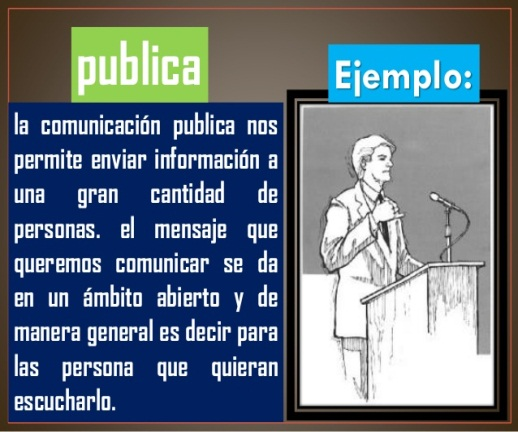 publica
Ejemplo:
la comunicación publica nos
permite enviar información a
una gran cantidad de
personas. el mensaje que
queremos comunicar se da
en un ámbito abierto y de
manera general es decir para
las persona que quieran
escucharlo.